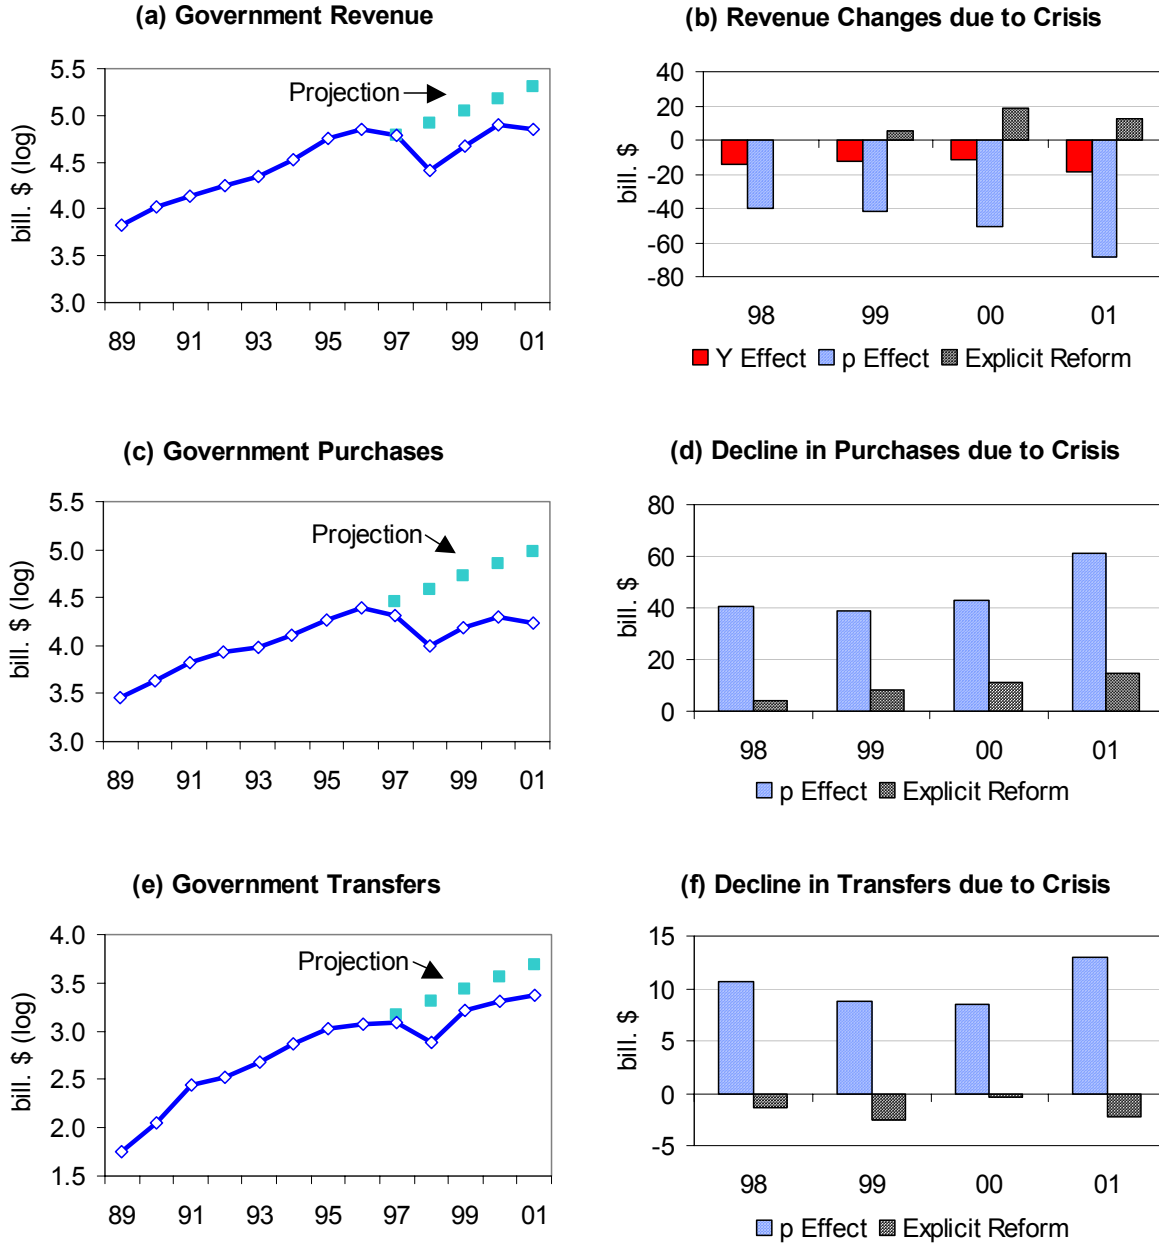 (a) Government Revenue
bill. $ (log)
5.5
5.0
4.5
4.0
3.5
3.0
Projection
89 91 93 95 97 99 01
(b) Revenue Changes due to Crisis
bill. $
40
20
0
-20
-40
-60
-80
98 99 00 01
Y Effect p Effect Explicit Reform
(c) Government Purchases
bill. $ (log)
5.5
5.0
4.5
4.0
3.5
3.0
Projection
89 91 93 95 97 99 01
(d) Decline in Purchases due to Crisis
bill. $
80
60
40
20
0
98 99 00 01
p Effect Explicit Reform
(e) Government Transfers
bill. $ (log)
4.0
3.5
3.0
2.5
2.0
1.5
Projection
89 91 93 95 97 99 01
(f) Decline in Transfers due to Crisis
bill. $
15
10
5
0
-5
98 99 00 01
p Effect Explicit Reform